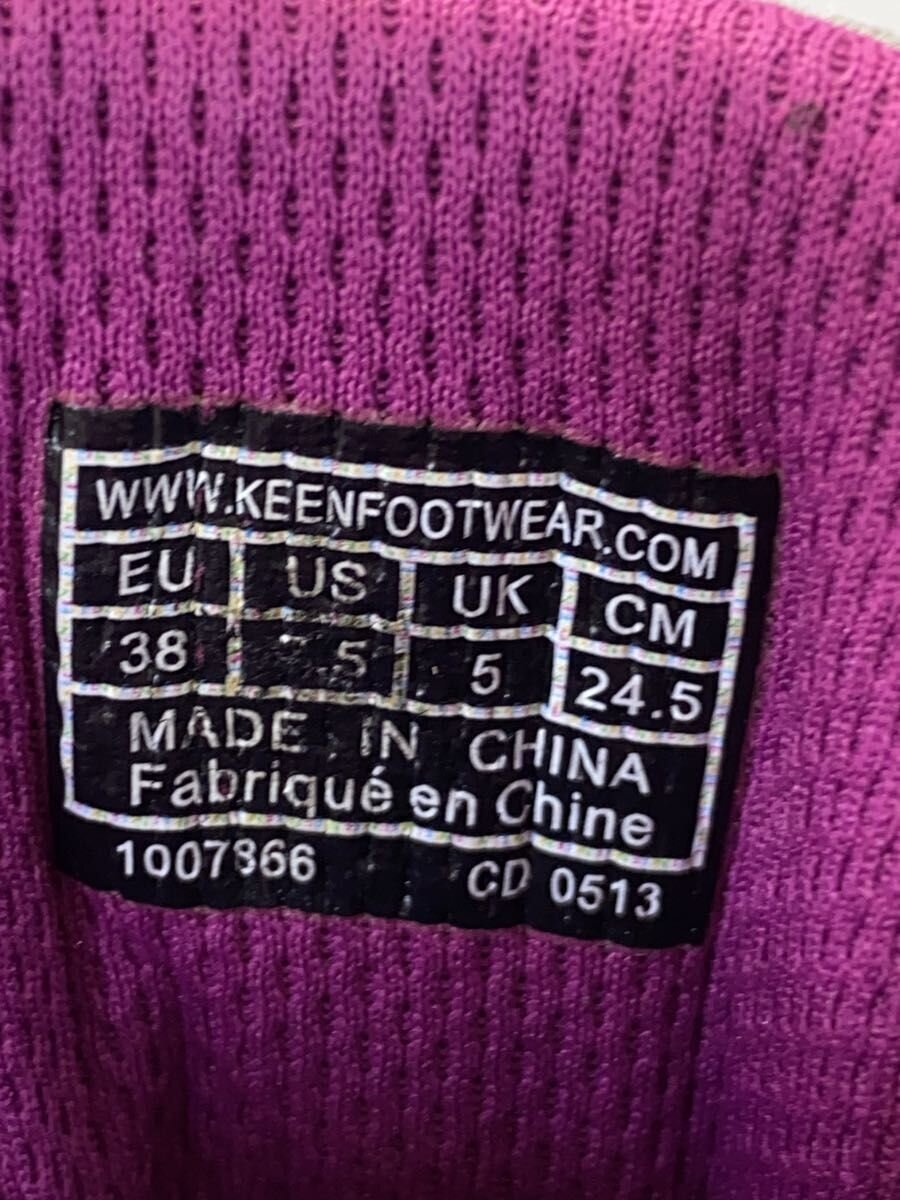 WWW.KEENFOOTWEAR.COM
EU US UK CM
38 .5 5 24.5
MADE IN CHINA
Fabriqué en Chine
1007866 CD 0513